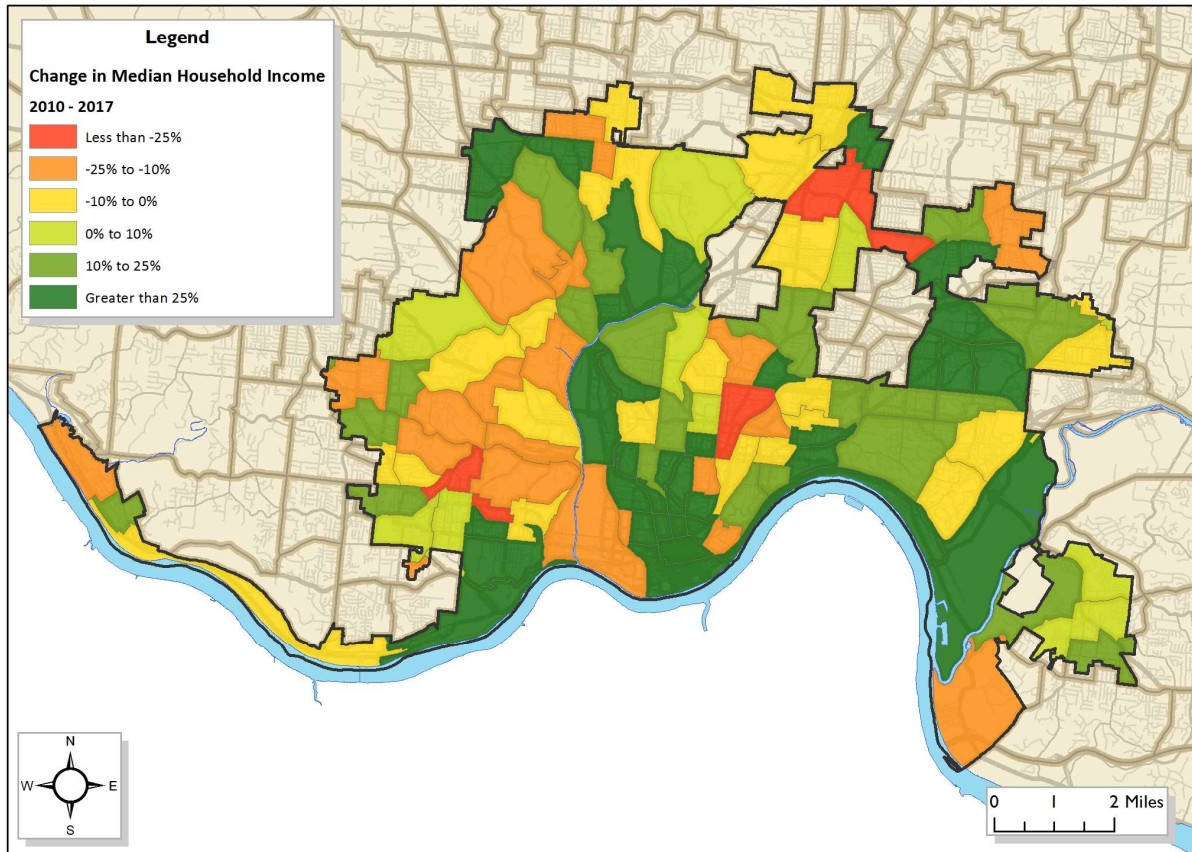 Legend
Change in Median Household Income
2010 - 2017
Less than -25%
-25% to -10%
-10% to 0%
0% to 10%
10% to 25%
Greater than 25%
N
W E
S
0 1 2 Miles